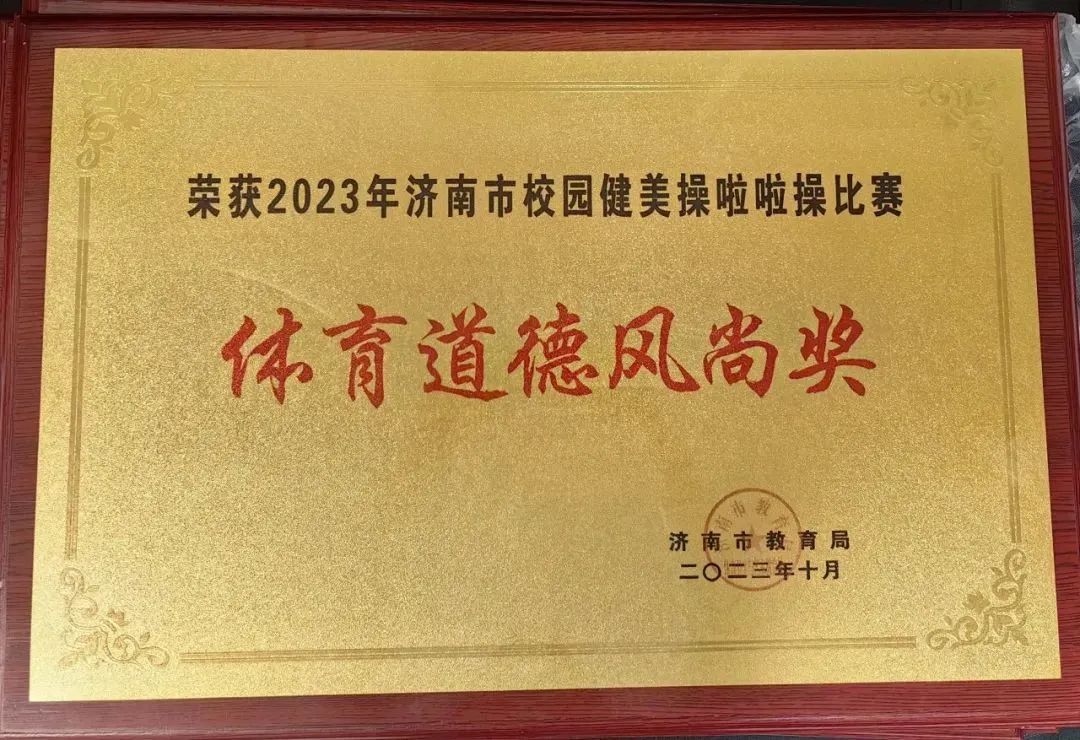 荣获2023年济南市校园健美操啦啦操比赛
体育道德风尚奖
济南市教育局
二〇二三年十月